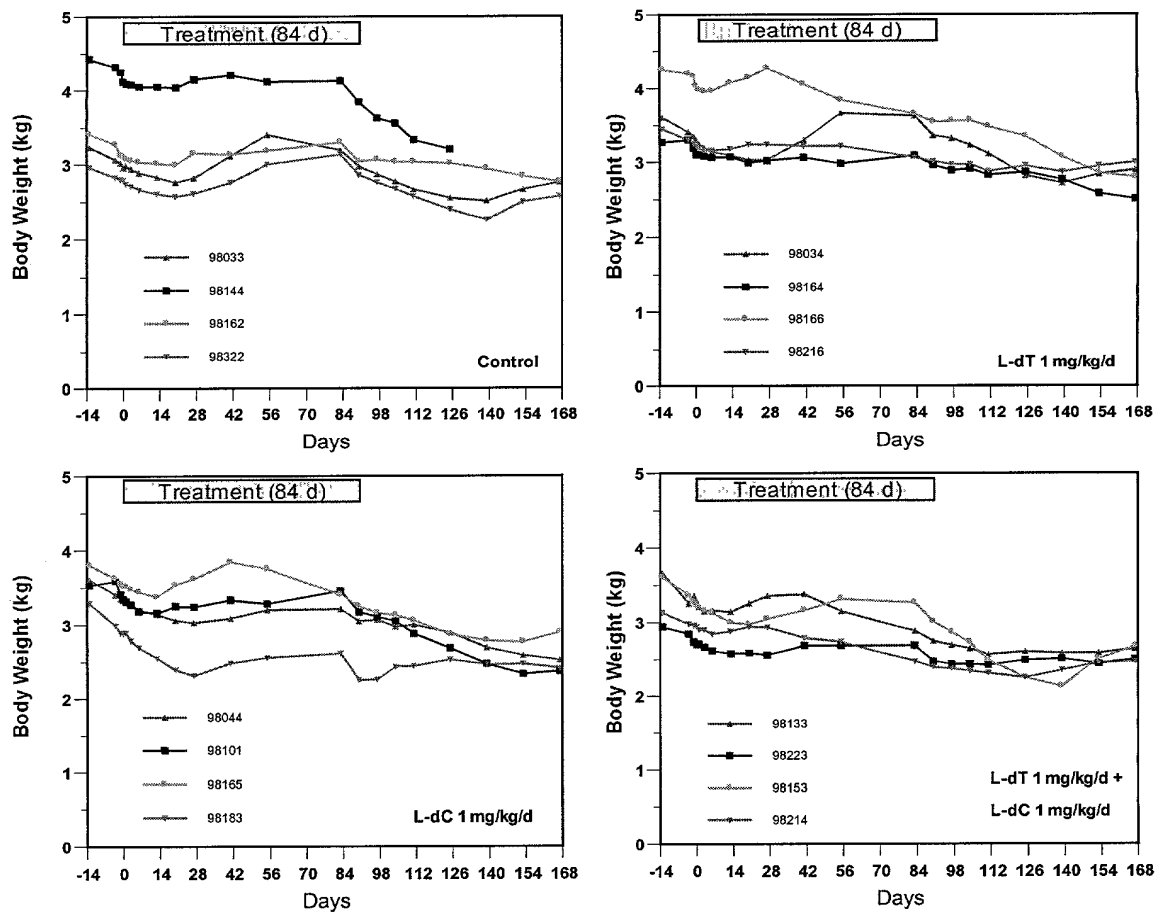 Treatment (84 d)
5
4
3
2
1
0
Body Weight (kg)
98033
98144
98162
98322
Control
-14 0 14 28 42 56 70 84 98 112 126 140 154 168
Days
Treatment (84 d)
5
4
3
2
1
0
Body Weight (kg)
98034
98164
98166
98216
L-dT 1 mg/kg/d
-14 0 14 28 42 56 70 84 98 112 126 140 154 168
Days
Treatment (84 d)
5
4
3
2
1
0
Body Weight (kg)
98044
98101
98165
98183
L-dC 1 mg/kg/d
-14 0 14 28 42 56 70 84 98 112 126 140 154 168
Days
Treatment (84 d)
5
4
3
2
1
0
Body Weight (kg)
98133
98223
98153
98214
L-dT 1 mg/kg/d +
L-dC 1 mg/kg/d
-14 0 14 28 42 56 70 84 98 112 126 140 154 168
Days